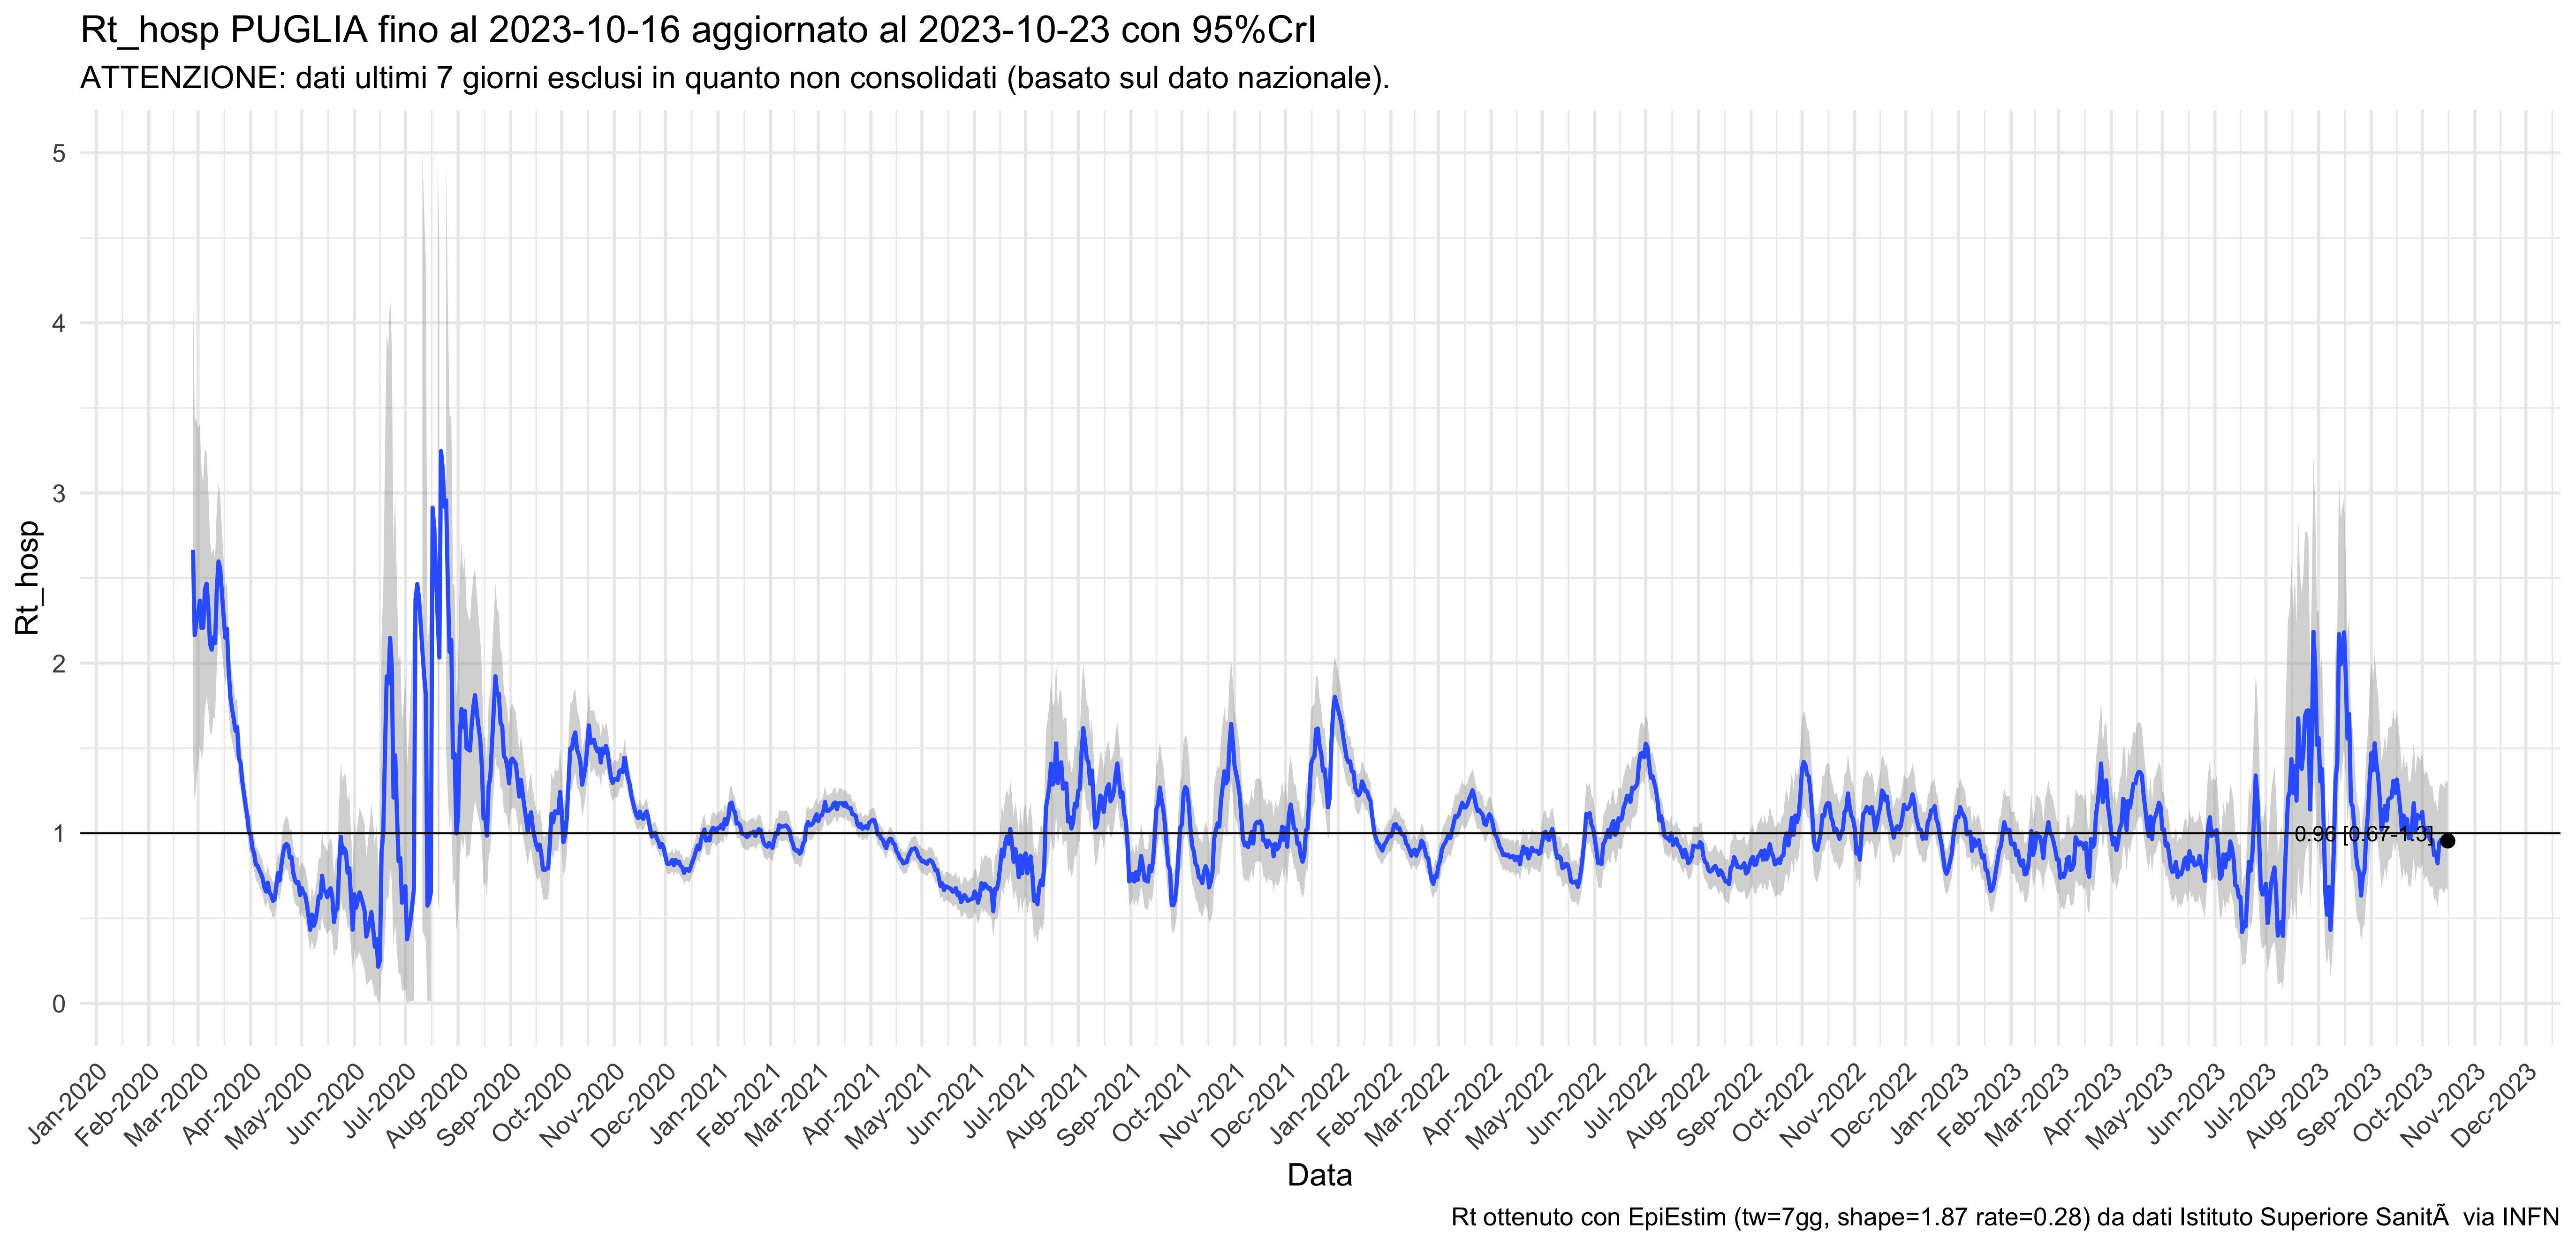 Rt_hosp PUGLIA fino al 2023-10-16 aggiornato al 2023-10-23 con 95%CrI
ATTENZIONE: dati ultimi 7 giorni esclusi in quanto non consolidati (basato sul dato nazionale).
Rt_hosp
5
4
3
2
1
0
0.96 [0.67-1.3]
Jan-2020
Feb-2020
Mar-2020
Apr-2020
May-2020
Jun-2020
Jul-2020
Aug-2020
Sep-2020
Oct-2020
Nov-2020
Dec-2020
Jan-2021
Feb-2021
Mar-2021
Apr-2021
May-2021
Jun-2021
Jul-2021
Aug-2021
Sep-2021
Oct-2021
Nov-2021
Dec-2021
Jan-2022
Feb-2022
Mar-2022
Apr-2022
May-2022
Jun-2022
Jul-2022
Aug-2022
Sep-2022
Oct-2022
Nov-2022
Dec-2022
Jan-2023
Feb-2023
Mar-2023
Apr-2023
May-2023
Jun-2023
Jul-2023
Aug-2023
Sep-2023
Oct-2023
Nov-2023
Dec-2023
Data
Rt ottenuto con EpiEstim (tw=7gg, shape=1.87 rate=0.28) da dati Istituto Superiore SanitÃ  via INFN